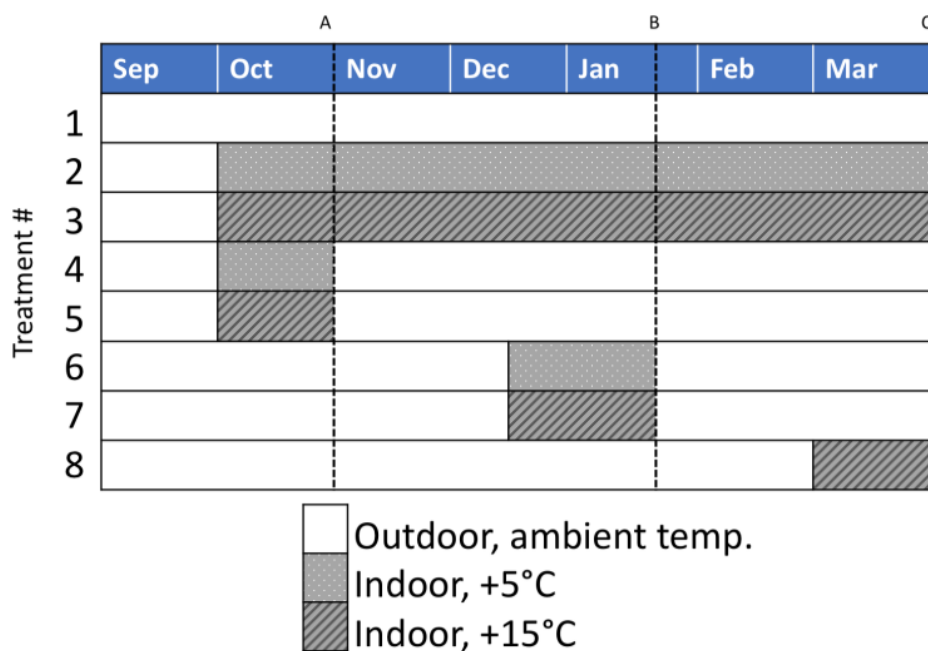 A B C
Sep Oct Nov Dec Jan Feb Mar
Treatment #
1
2
3
4
5
6
7
8
Outdoor, ambient temp.
Indoor, +5°C
Indoor, +15°C